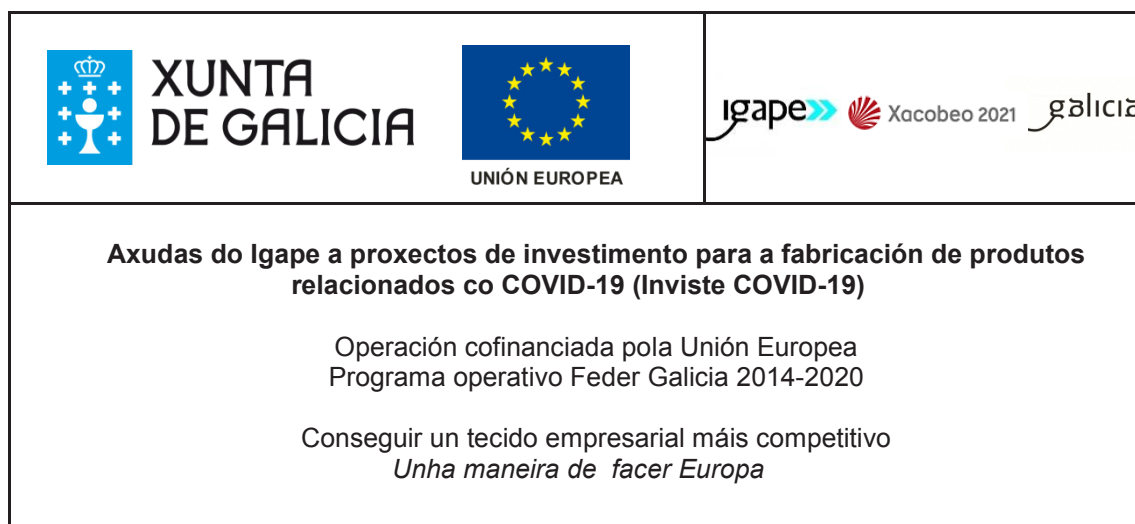 XUNTA
DE GALICIA
UNIÓN EUROPEA
Igape
Xacobeo 2021
galicia
Axudas do Igape a proxectos de investimento para a fabricación de produtos
relacionados co COVID-19 (Inviste COVID-19)
Operación cofinanciada pola Unión Europea
Programa operativo Feder Galicia 2014-2020
Conseguir un tecido empresarial máis competitivo
Unha maneira de facer Europa